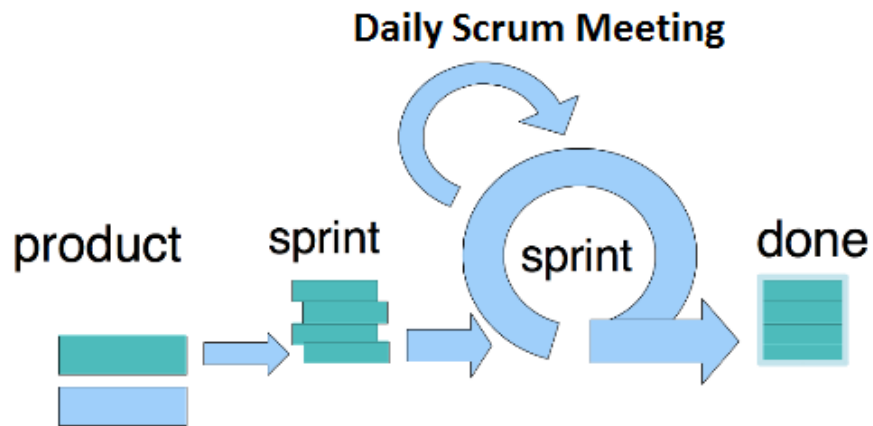 Daily Scrum Meeting
product
sprint
sprint
done